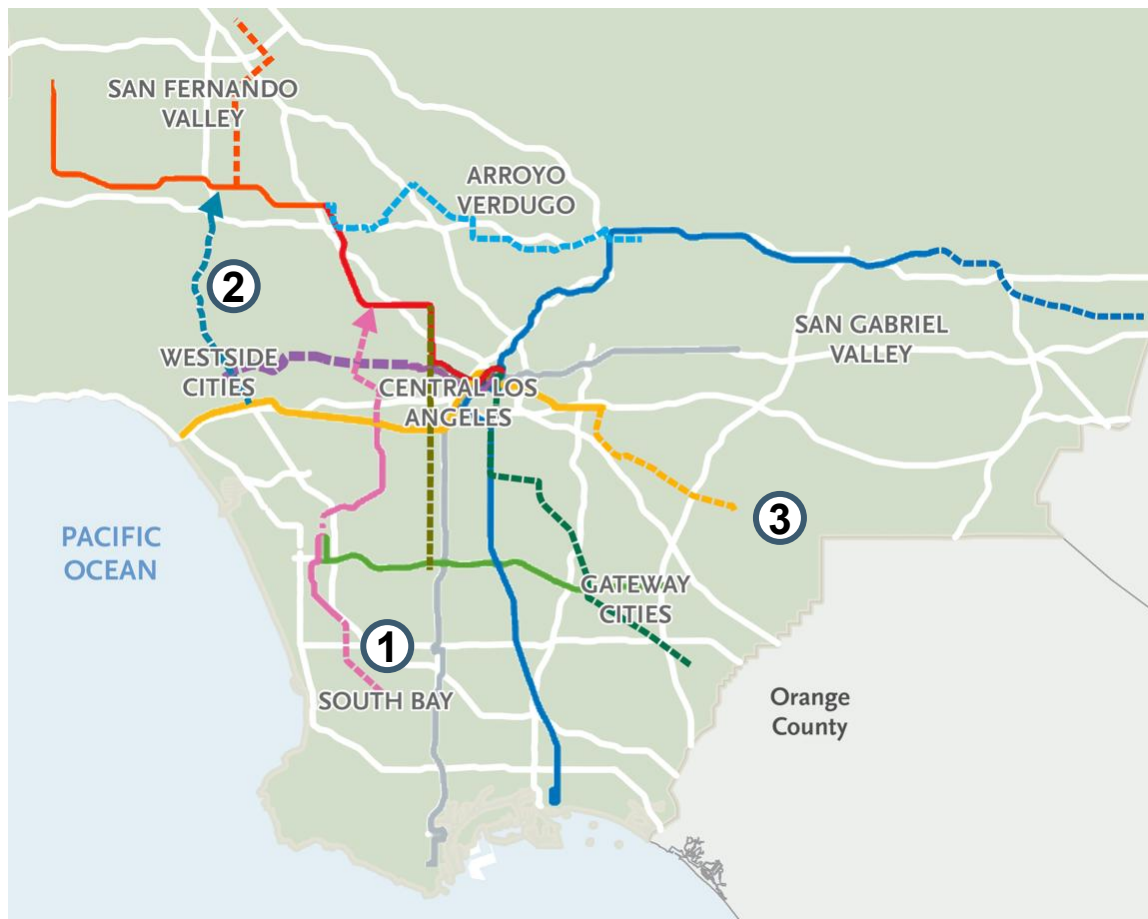 SAN FERNANDO
VALLEY
ARROYO
VERDUGO
2
SAN GABRIEL
VALLEY
WESTSIDE
CITIES
CENTRAL LOS
ANGELES
3
PACIFIC
OCEAN
GATEWAY
CITIES
1
SOUTH BAY
Orange
County